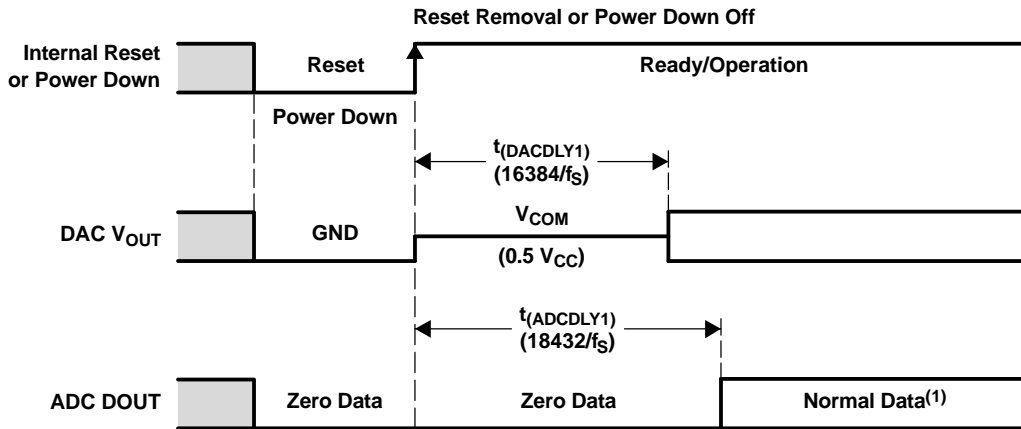 Reset Removal or Power Down Off
Internal Reset
or Power Down
Reset
Ready/Operation
Power Down
t(DACDLY1)
(16384/fS)
DAC VOUT
GND
VCOM
(0.5 VCC)
t(ADCDLY1)
(18432/fS)
ADC DOUT
Zero Data
Zero Data
Normal Data(1)